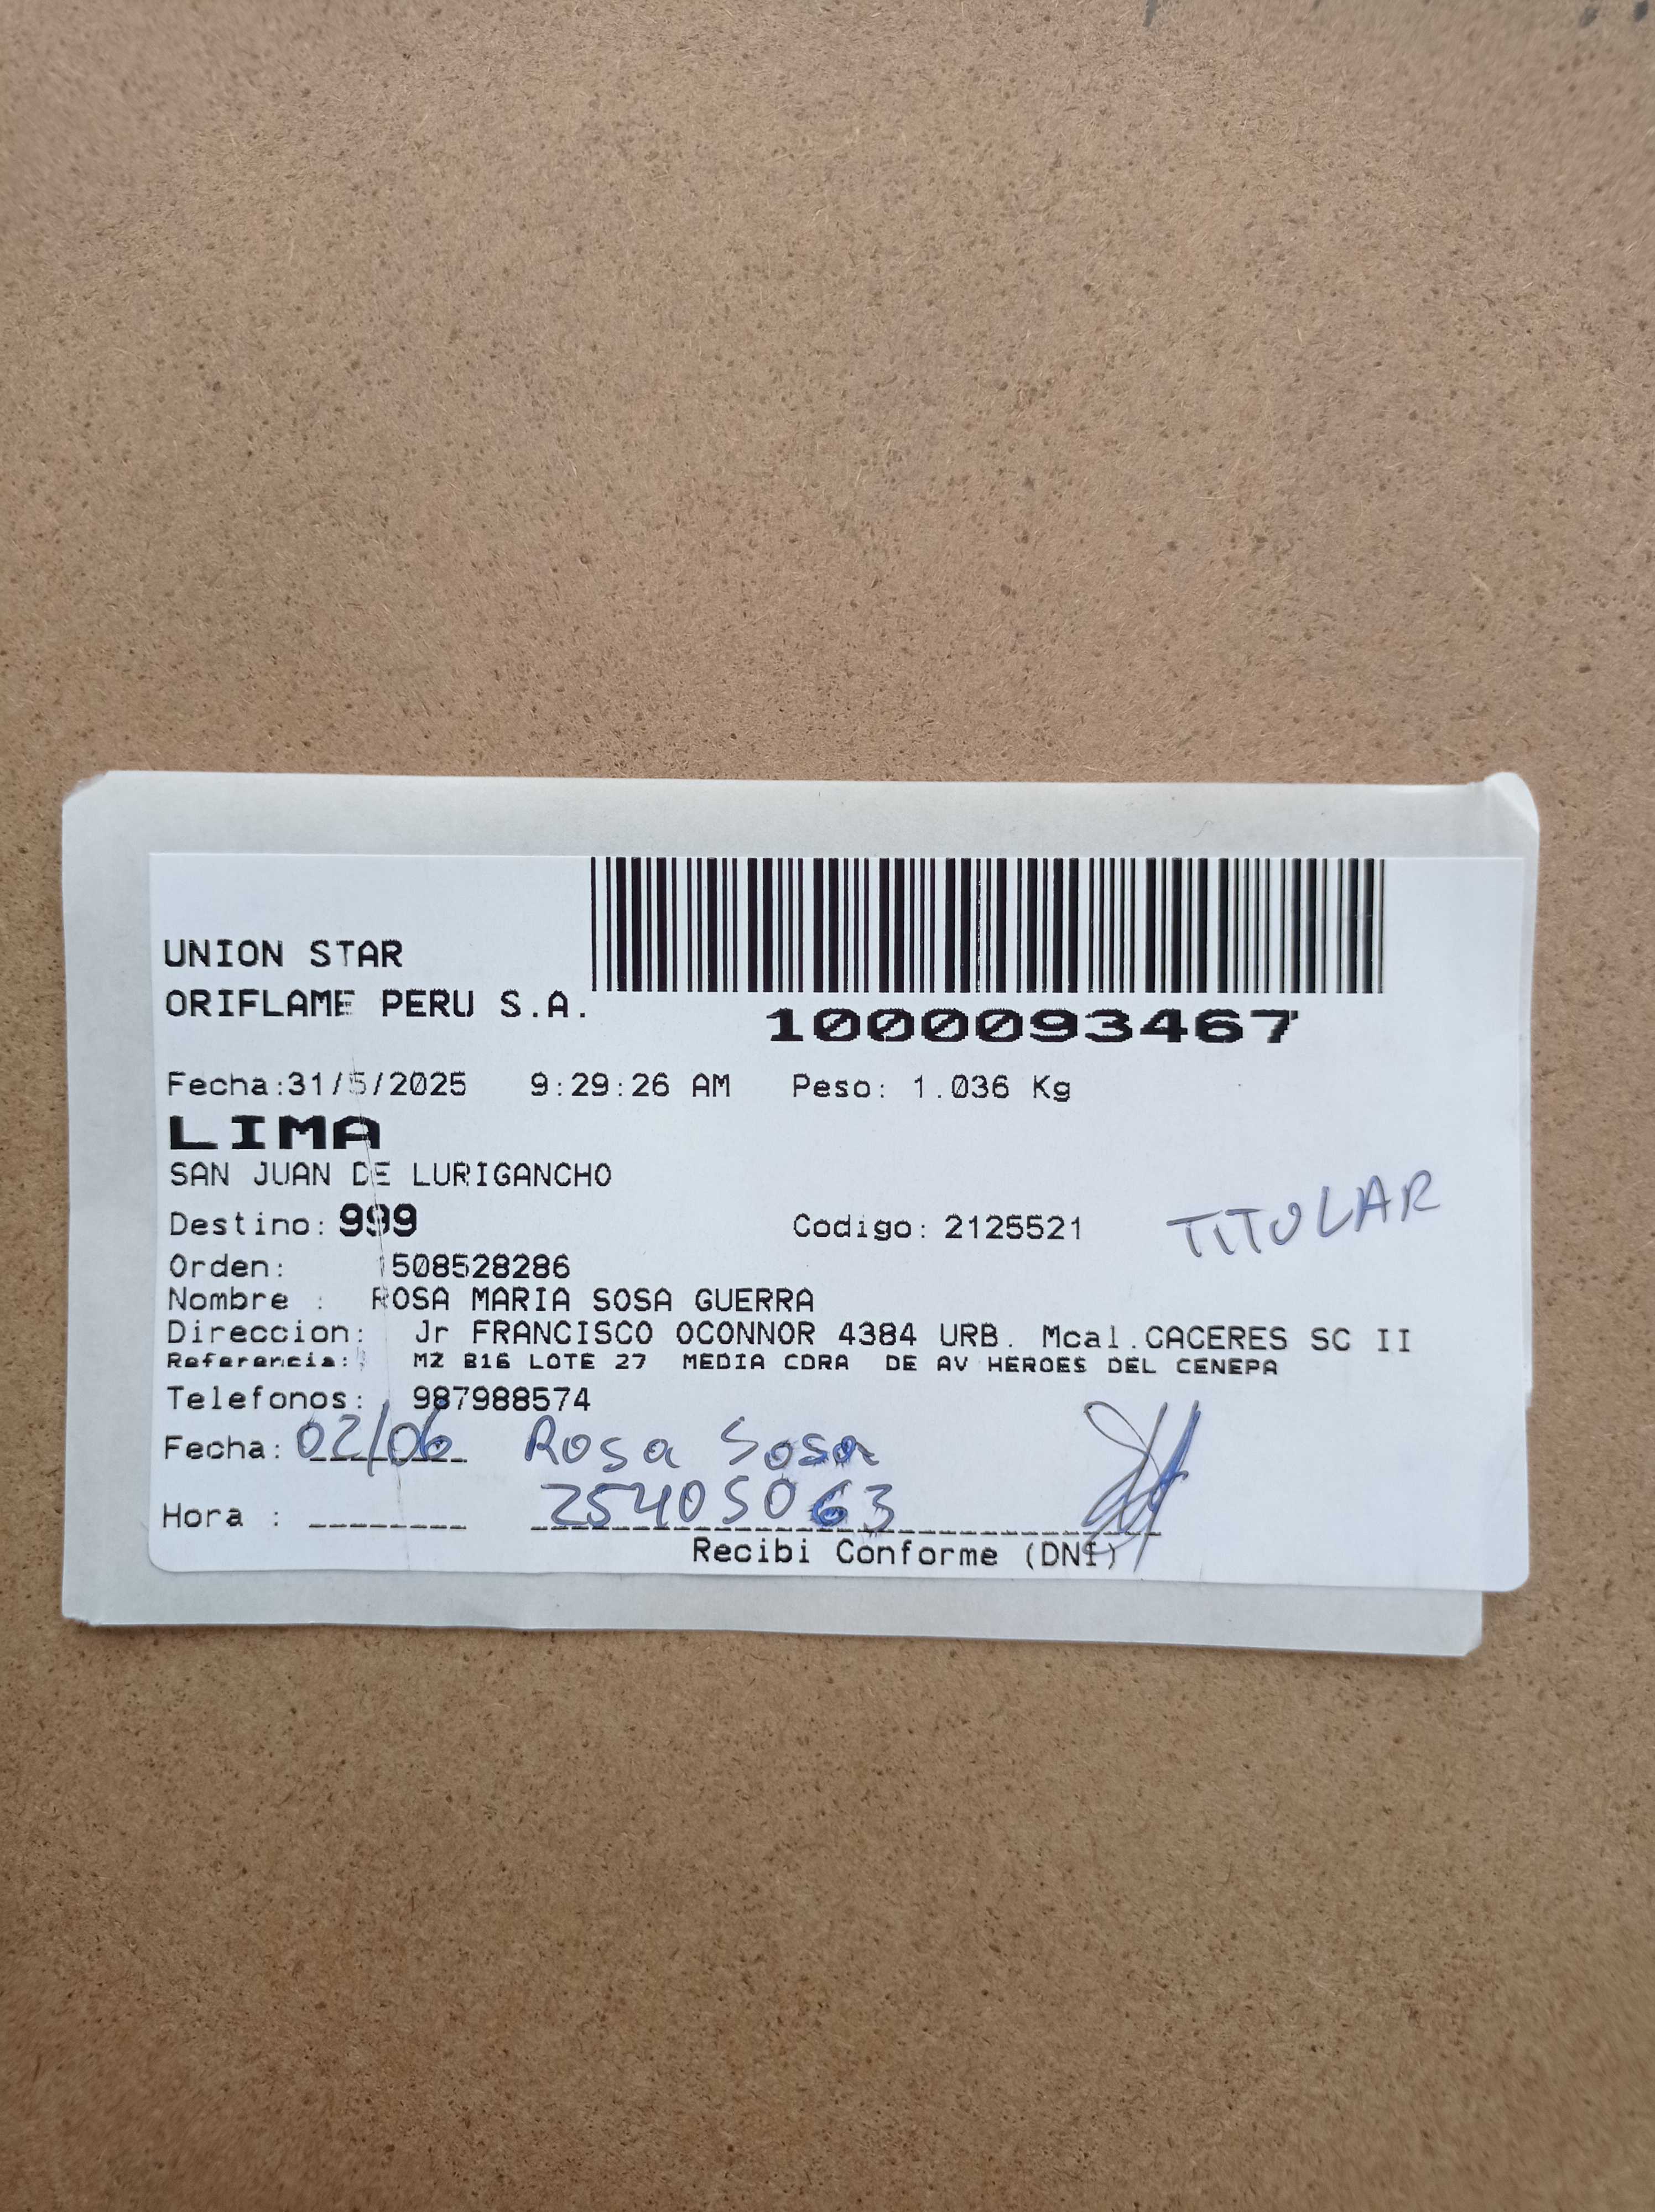 UNION STAR
ORIFLAME PERU S.A.
1000093467
Fecha:31/5/2025 9:29:26 AM Peso: 1.036 Kg
LIMA
SAN JUAN DE LURIGANCHO
Destino: 999 Codigo: 2125521 TITULAR
Orden: 508528286
Nombre : ROSA MARIA SOSA GUERRA
Direccion: Jr FRANCISCO OCONNOR 4384 URB. Mcal.CACERES SC II
Referencia: MZ B16 LOTE 27 MEDIA CDRA DE AV HEROES DEL CENEPA
Telefonos: 987988574
Fecha: 02/06 Rosa Sosa
Hora : 25405063
Recibi Conforme (DNI)